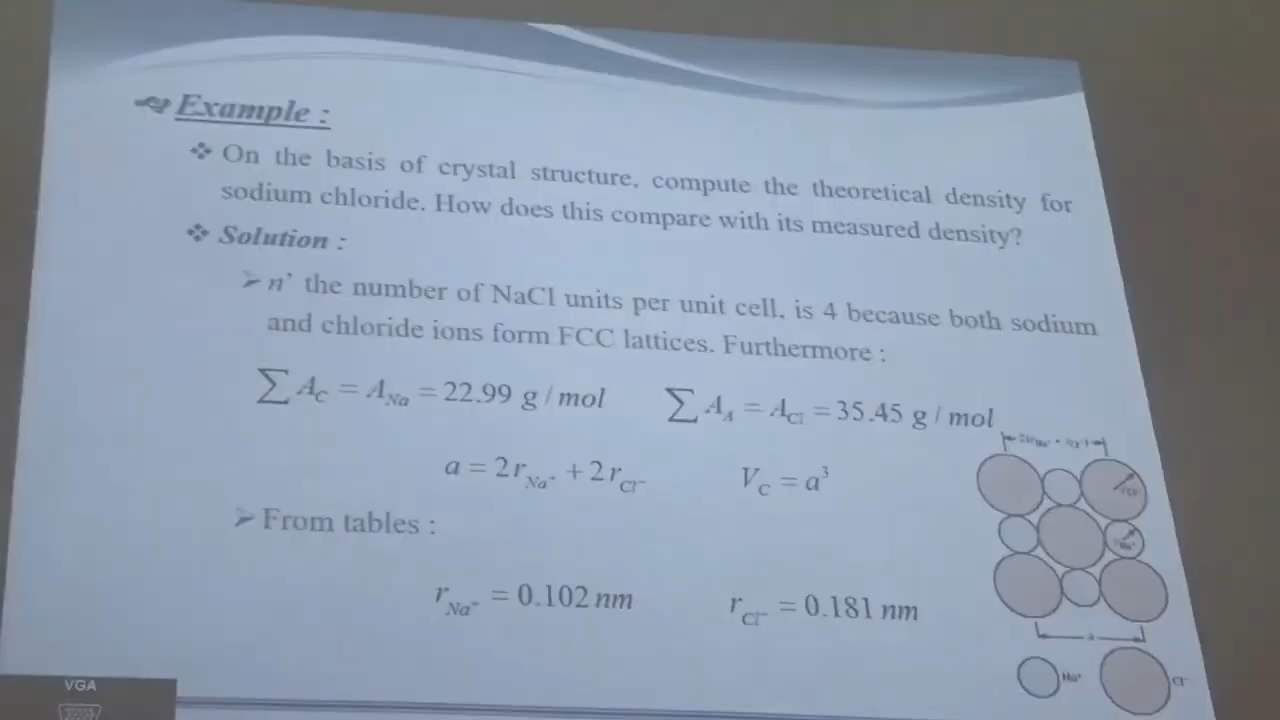 Example :
❖ On the basis of crystal structure, compute the theoretical density for
sodium chloride. How does this compare with its measured density?
❖ Solution :
➢ n' the number of NaCl units per unit cell, is 4 because both sodium
and chloride ions form FCC lattices. Furthermore :
∑ A_C = A_Na = 22.99 g / mol ∑ A_A = A_Cl = 35.45 g / mol
a = 2r_Na⁺ + 2r_Cl⁻ V_C = a³
➢ From tables :
r_Na⁺ = 0.102 nm r_Cl⁻ = 0.181 nm
a
Na⁺ Cl⁻
VGA